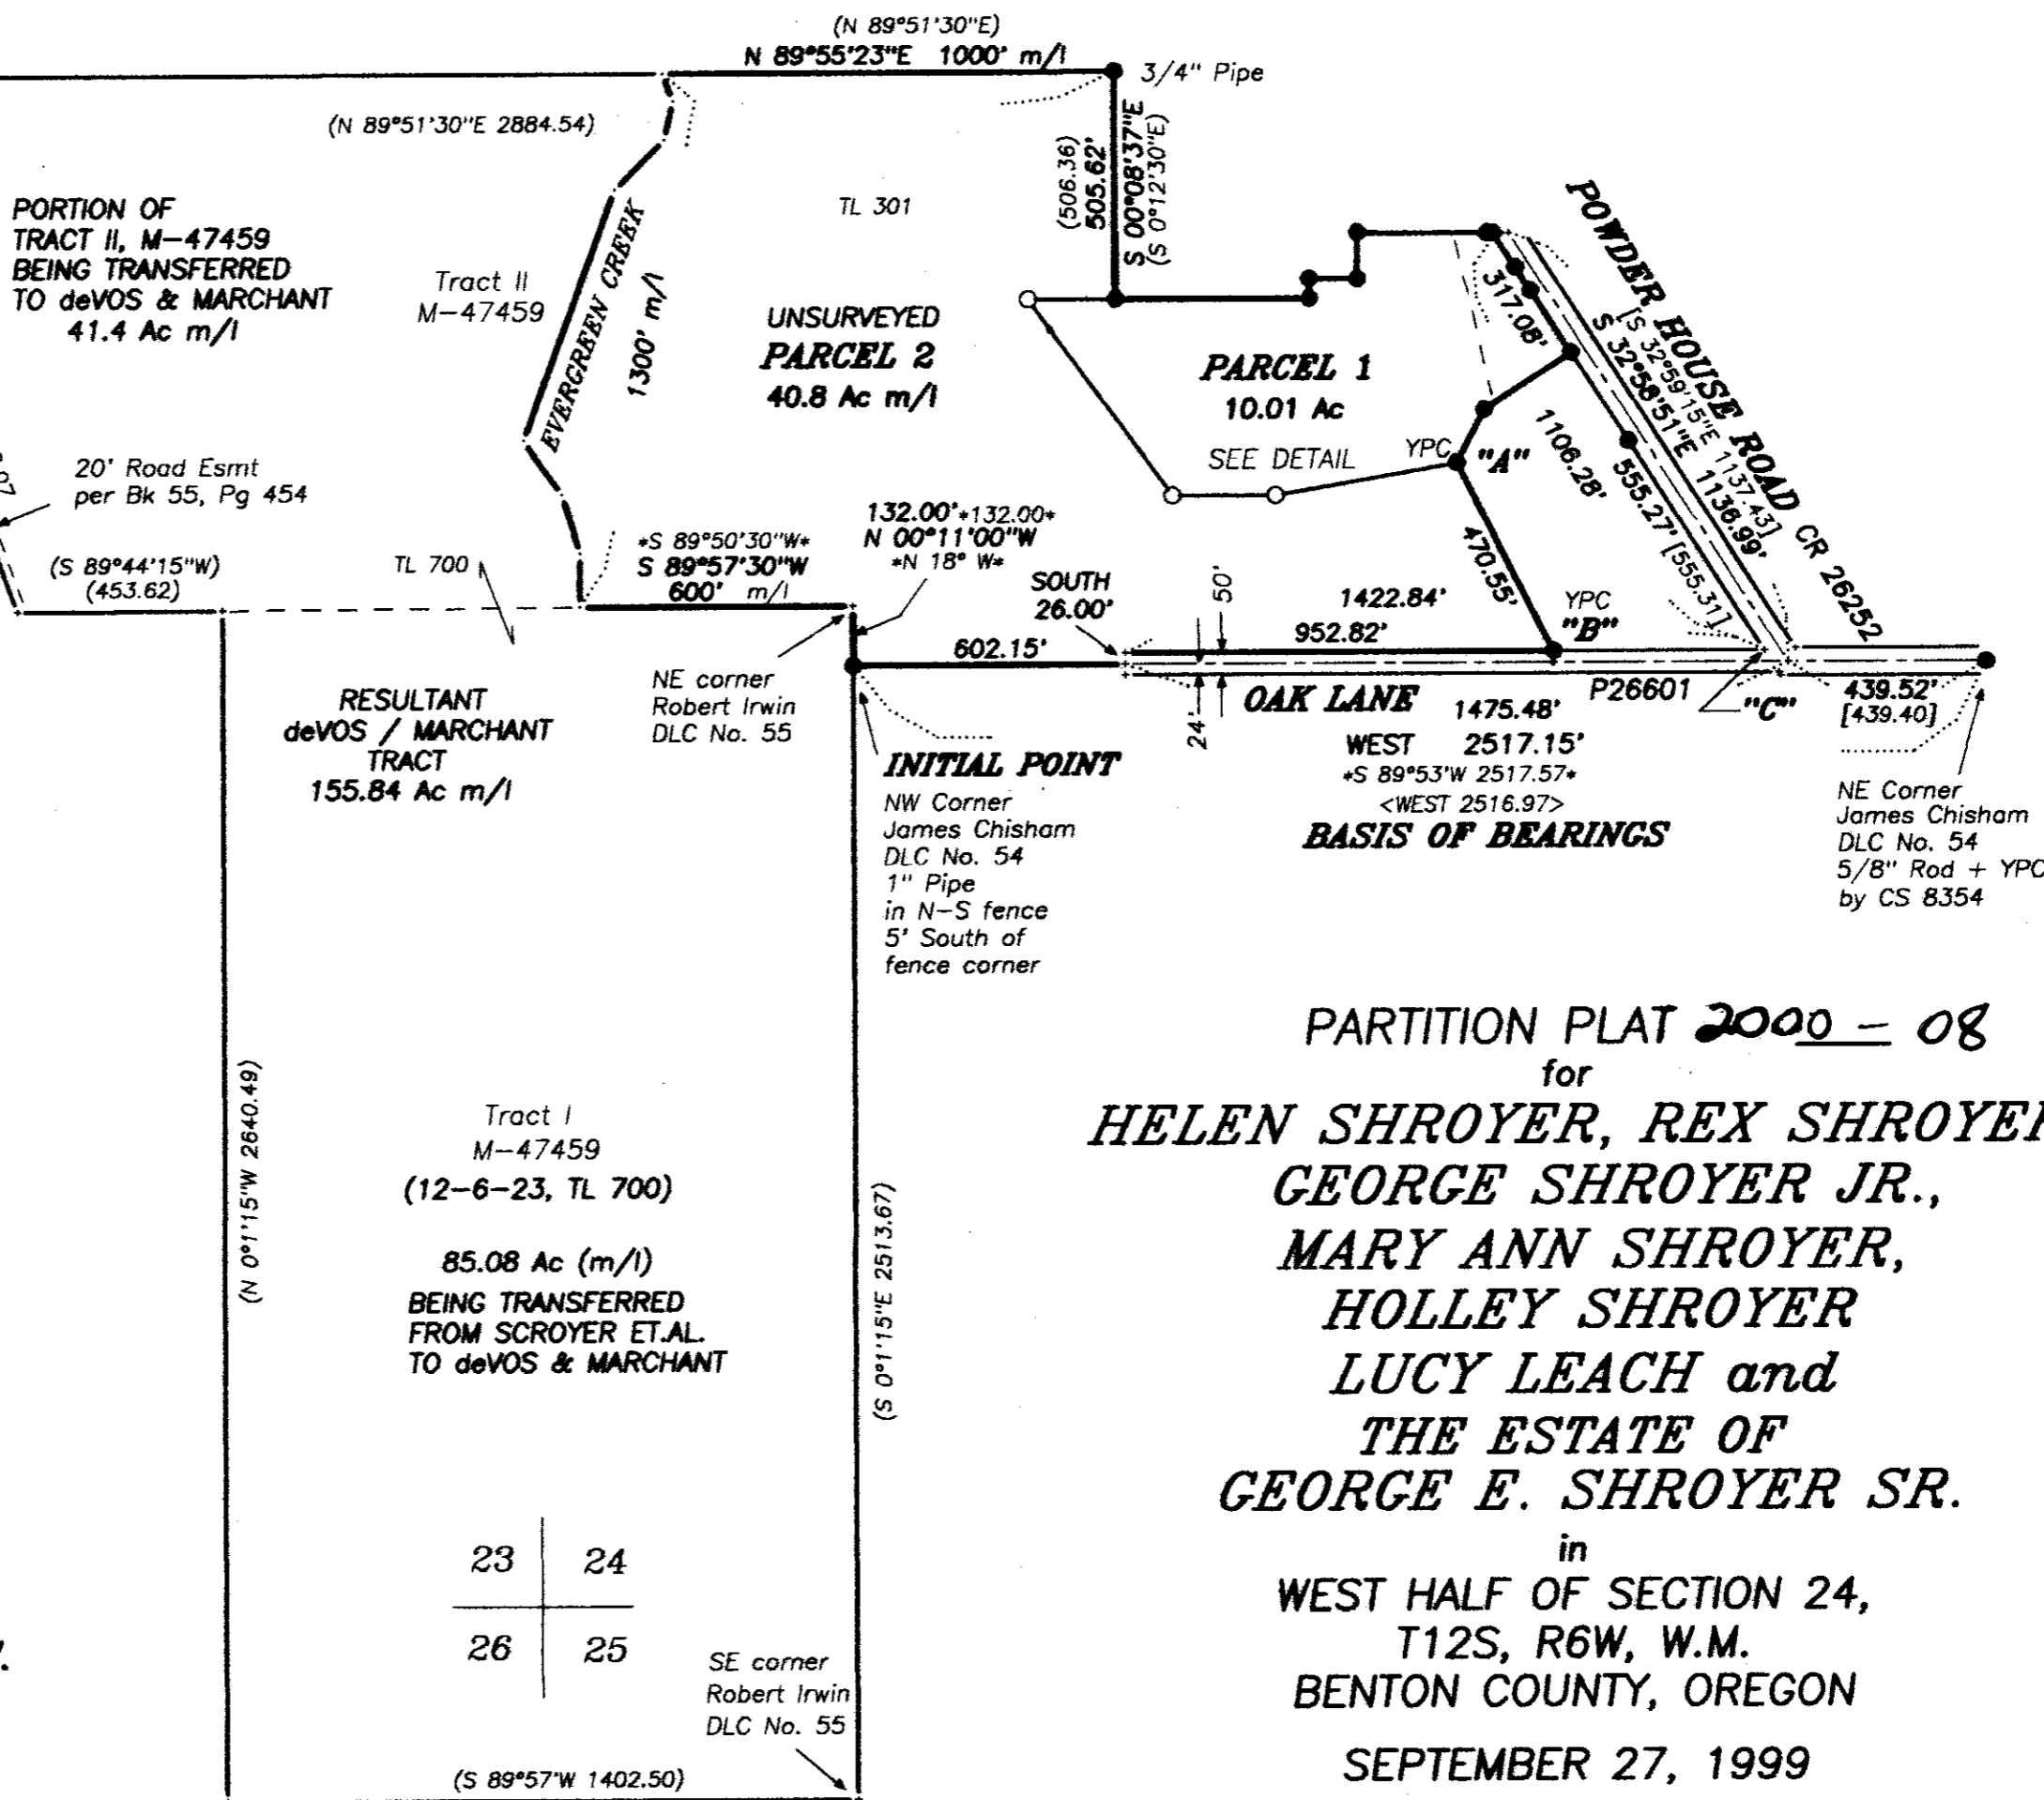 (N 89°51'30"E)
N 89°55'23"E 1000' m/l
3/4" Pipe
(N 89°51'30"E 2884.54)
(506.36)
505.62'
S 00°08'37"E
(S 0°12'30"E)
TL 301
PORTION OF
TRACT II, M-47459
BEING TRANSFERRED
TO deVOS & MARCHANT
41.4 Ac m/l
Tract II
M-47459
EVERGREEN CREEK
1300' m/l
UNSURVEYED
PARCEL 2
40.8 Ac m/l
PARCEL 1
10.01 Ac
SEE DETAIL
YPC
"A"
317.08'
POWDER HOUSE ROAD CR 26252
[S 32°59'15"E 1137.43]
S 32°58'51"E 1136.99'
1106.28'
555.27' [555.31]
470.55'
20' Road Esmt
per Bk 55, Pg 454
(S 89°44'15"W)
(453.62)
TL 700
*S 89°50'30"W*
S 89°57'30"W
600' m/l
132.00'*132.00*
N 00°11'00"W
*N 18° W*
SOUTH
26.00'
50'
1422.84'
YPC
"B"
602.15'
952.82'
24'
OAK LANE
1475.48'
P26601
"C"
439.52'
[439.40]
WEST 2517.15'
*S 89°53'W 2517.57*
<WEST 2516.97>
BASIS OF BEARINGS
NE corner
Robert Irwin
DLC No. 55
RESULTANT
deVOS / MARCHANT
TRACT
155.84 Ac m/l
INITIAL POINT
NW Corner
James Chisham
DLC No. 54
1" Pipe
in N-S fence
5' South of
fence corner
NE Corner
James Chisham
DLC No. 54
5/8" Rod + YPC
by CS 8354
(N 0°1'15"W 2640.49)
Tract I
M-47459
(12-6-23, TL 700)
85.08 Ac (m/l)
BEING TRANSFERRED
FROM SCROYER ET.AL.
TO deVOS & MARCHANT
(S 0°1'15"E 2513.67)
23 24
26 25
SE corner
Robert Irwin
DLC No. 55
(S 89°57'W 1402.50)
PARTITION PLAT 2000 - 08
for
HELEN SHROYER, REX SHROYER
GEORGE SHROYER JR.,
MARY ANN SHROYER,
HOLLEY SHROYER
LUCY LEACH and
THE ESTATE OF
GEORGE E. SHROYER SR.
in
WEST HALF OF SECTION 24,
T12S, R6W, W.M.
BENTON COUNTY, OREGON
SEPTEMBER 27, 1999